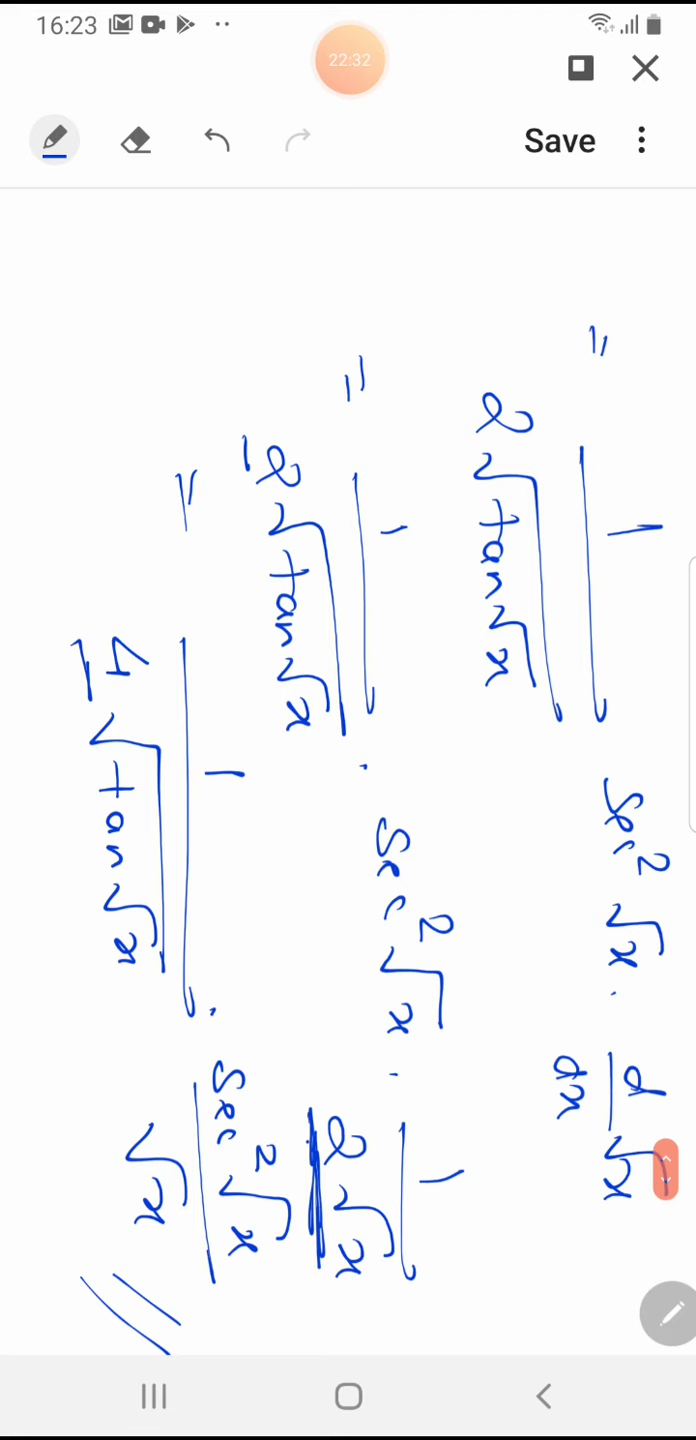 16:23
22:32
Save
= 1 / (2√(tan√x)) sec²√x . d/dx √x
= 1 / (2√(tan√x)) . sec²√x . 1 / (2√x)
= 1 / (4√(tan√x)) . sec²√x / √x //